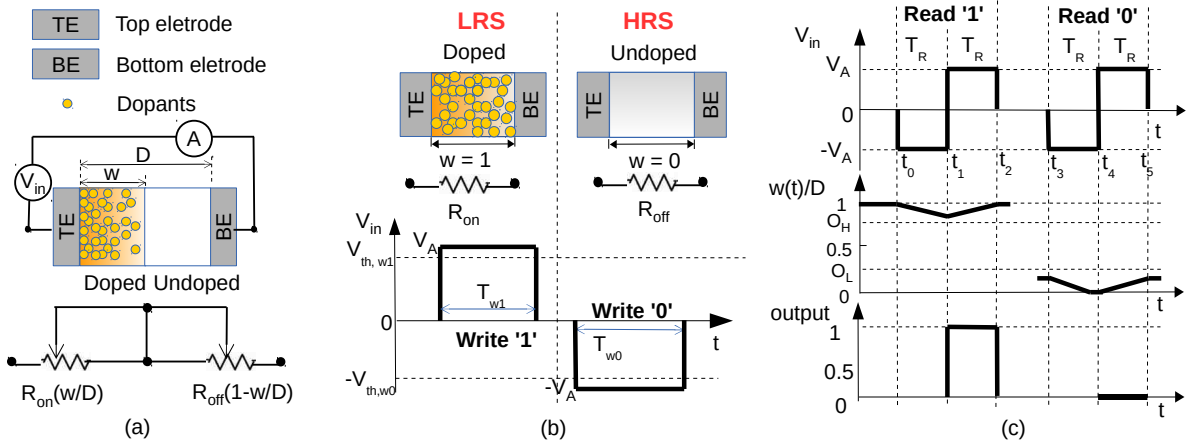 TE
Top eletrode
BE
Bottom eletrode
Dopants
A
D
w
V_in
TE
BE
Doped Undoped
R_on(w/D)
R_off(1-w/D)
(a)
LRS
HRS
Doped
Undoped
TE
BE
TE
BE
w = 1
w = 0
R_on
R_off
V_in
V_th, w1
V_A
T_w1
0
Write '1'
Write '0'
T_w0
t
-V_th,w0
-V_A
(b)
Read '1'
Read '0'
V_in
T_R
T_R
T_R
T_R
V_A
0
t
-V_A
t_0
t_1
t_2
t_3
t_4
t_5
w(t)/D
1
O_H
0.5
O_L
0
t
output
1
0.5
0
t
(c)